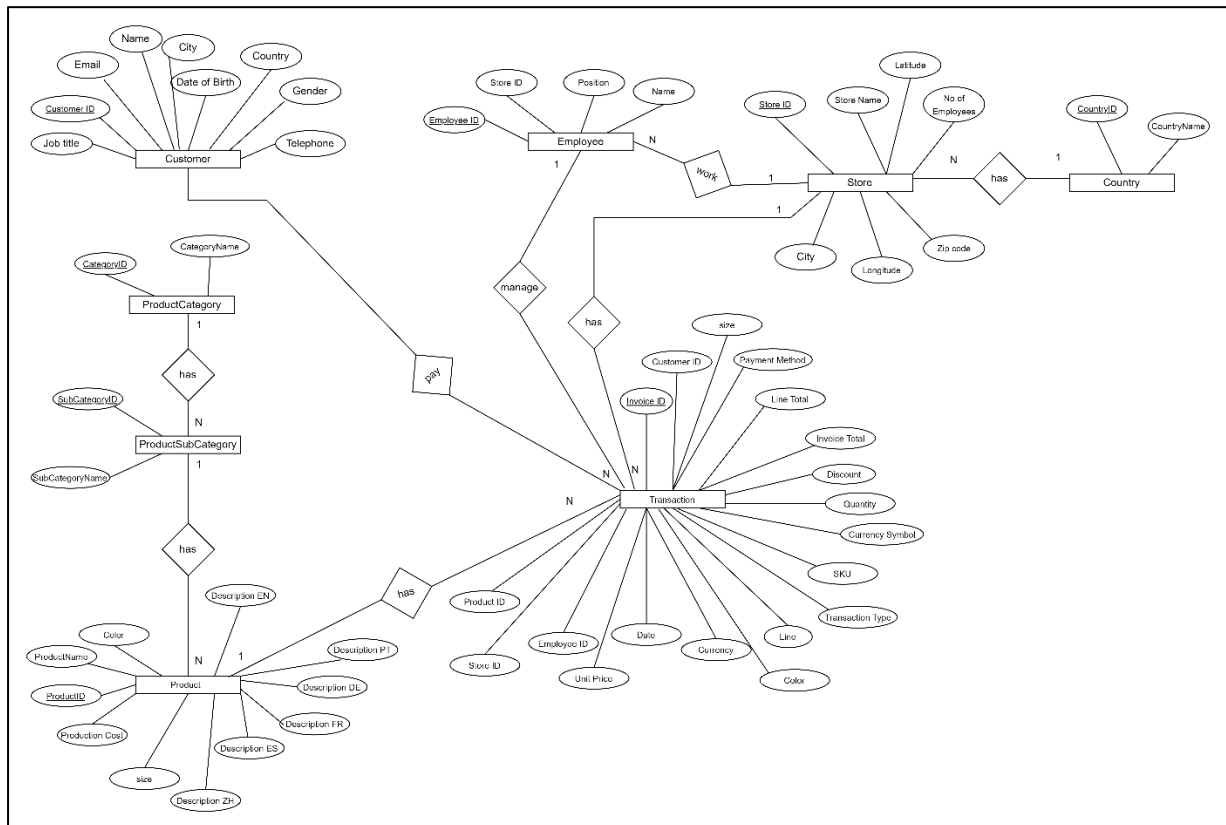 Name
City
Country
Email
Date of Birth
Gender
Customer ID
Job title
Telephone
Customer
Store ID
Position
Name
Employee ID
Employee
1
N
work
1
Latitude
Store ID
Store Name
No of
Employees
Store
1
N
has
1
City
Longitude
Zip code
CountryID
CountryName
Country
CategoryName
CategoryID
ProductCategory
1
has
N
SubCategoryID
ProductSubCategory
1
SubCategoryName
has
N
manage
has
pay
N
N
N
size
Customer ID
Payment Method
Invoice ID
Line Total
Invoice Total
Discount
Transaction
Quantity
Currency Symbol
SKU
Transaction Type
Product ID
Employee ID
Date
Line
Store ID
Currency
Unit Price
Color
has
1
Description EN
Color
ProductName
Description PT
Product
ProductID
Description DE
Description FR
Production Cost
Description ES
size
Description ZH